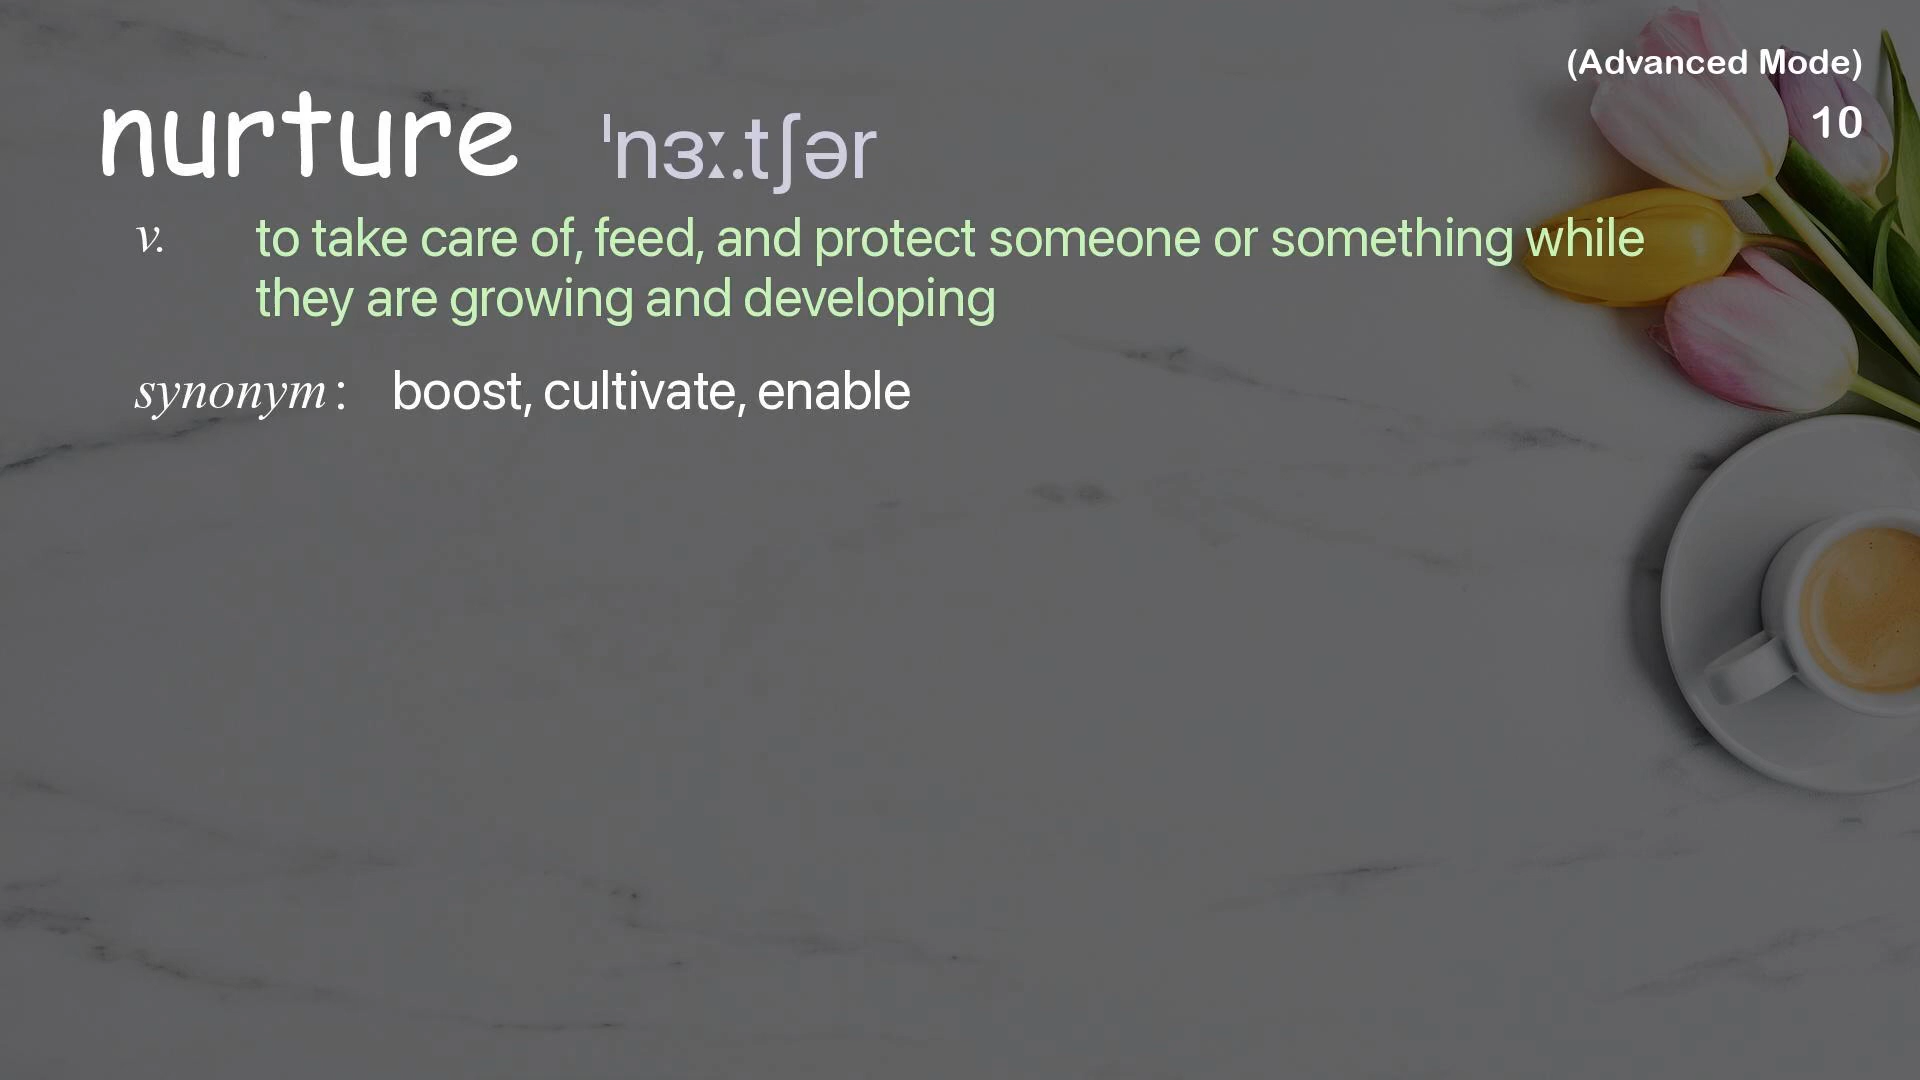 (Advanced Mode)
10
nurture ˈnɜː.tʃər
v. to take care of, feed, and protect someone or something while
they are growing and developing
synonym : boost, cultivate, enable